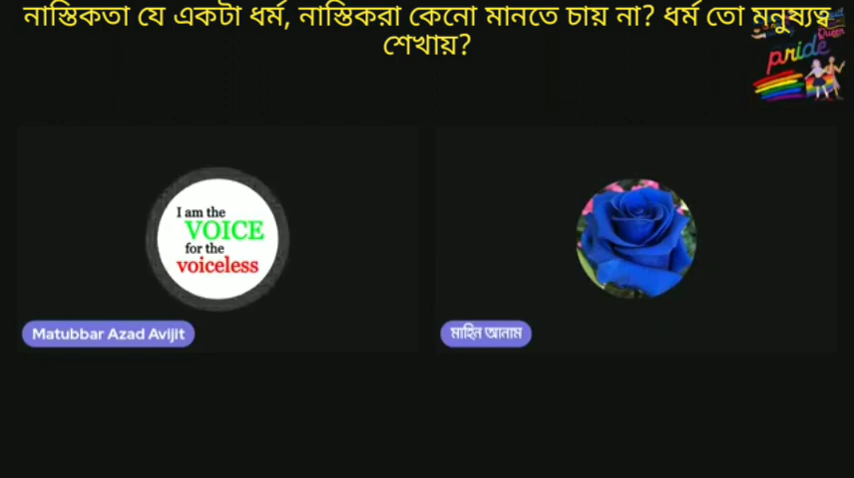 নাস্তিকতা যে একটা ধর্ম, নাস্তিকরা কেনো মানতে চায় না? ধর্ম তো মনুষ্যত্ব
শেখায়?
Queer
pride
I am the
VOICE
for the
voiceless
Matubbar Azad Avijit
মাহিন আনাম